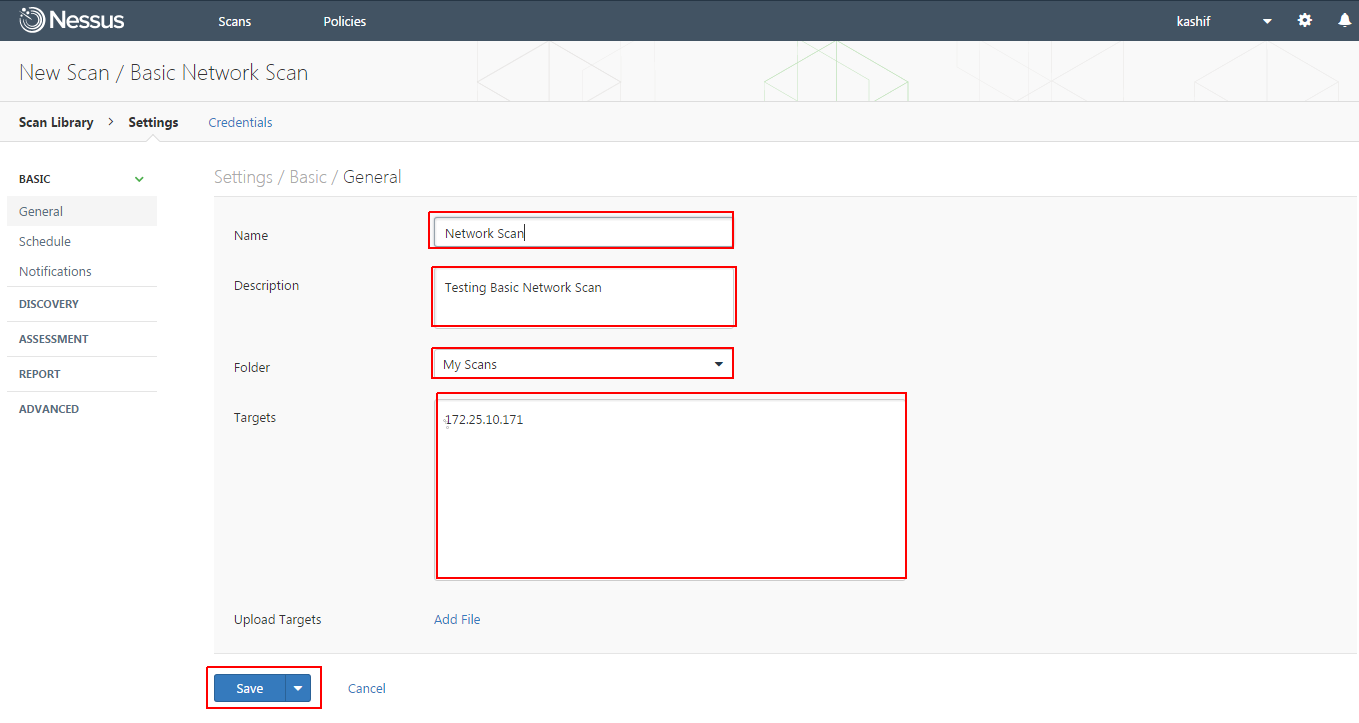 Nessus Scans Policies kashif
New Scan / Basic Network Scan
Scan Library > Settings Credentials
BASIC
General
Schedule
Notifications
DISCOVERY
ASSESSMENT
REPORT
ADVANCED
Settings / Basic / General
Name Network Scan
Description Testing Basic Network Scan
Folder My Scans
Targets 172.25.10.171
Upload Targets Add File
Save Cancel